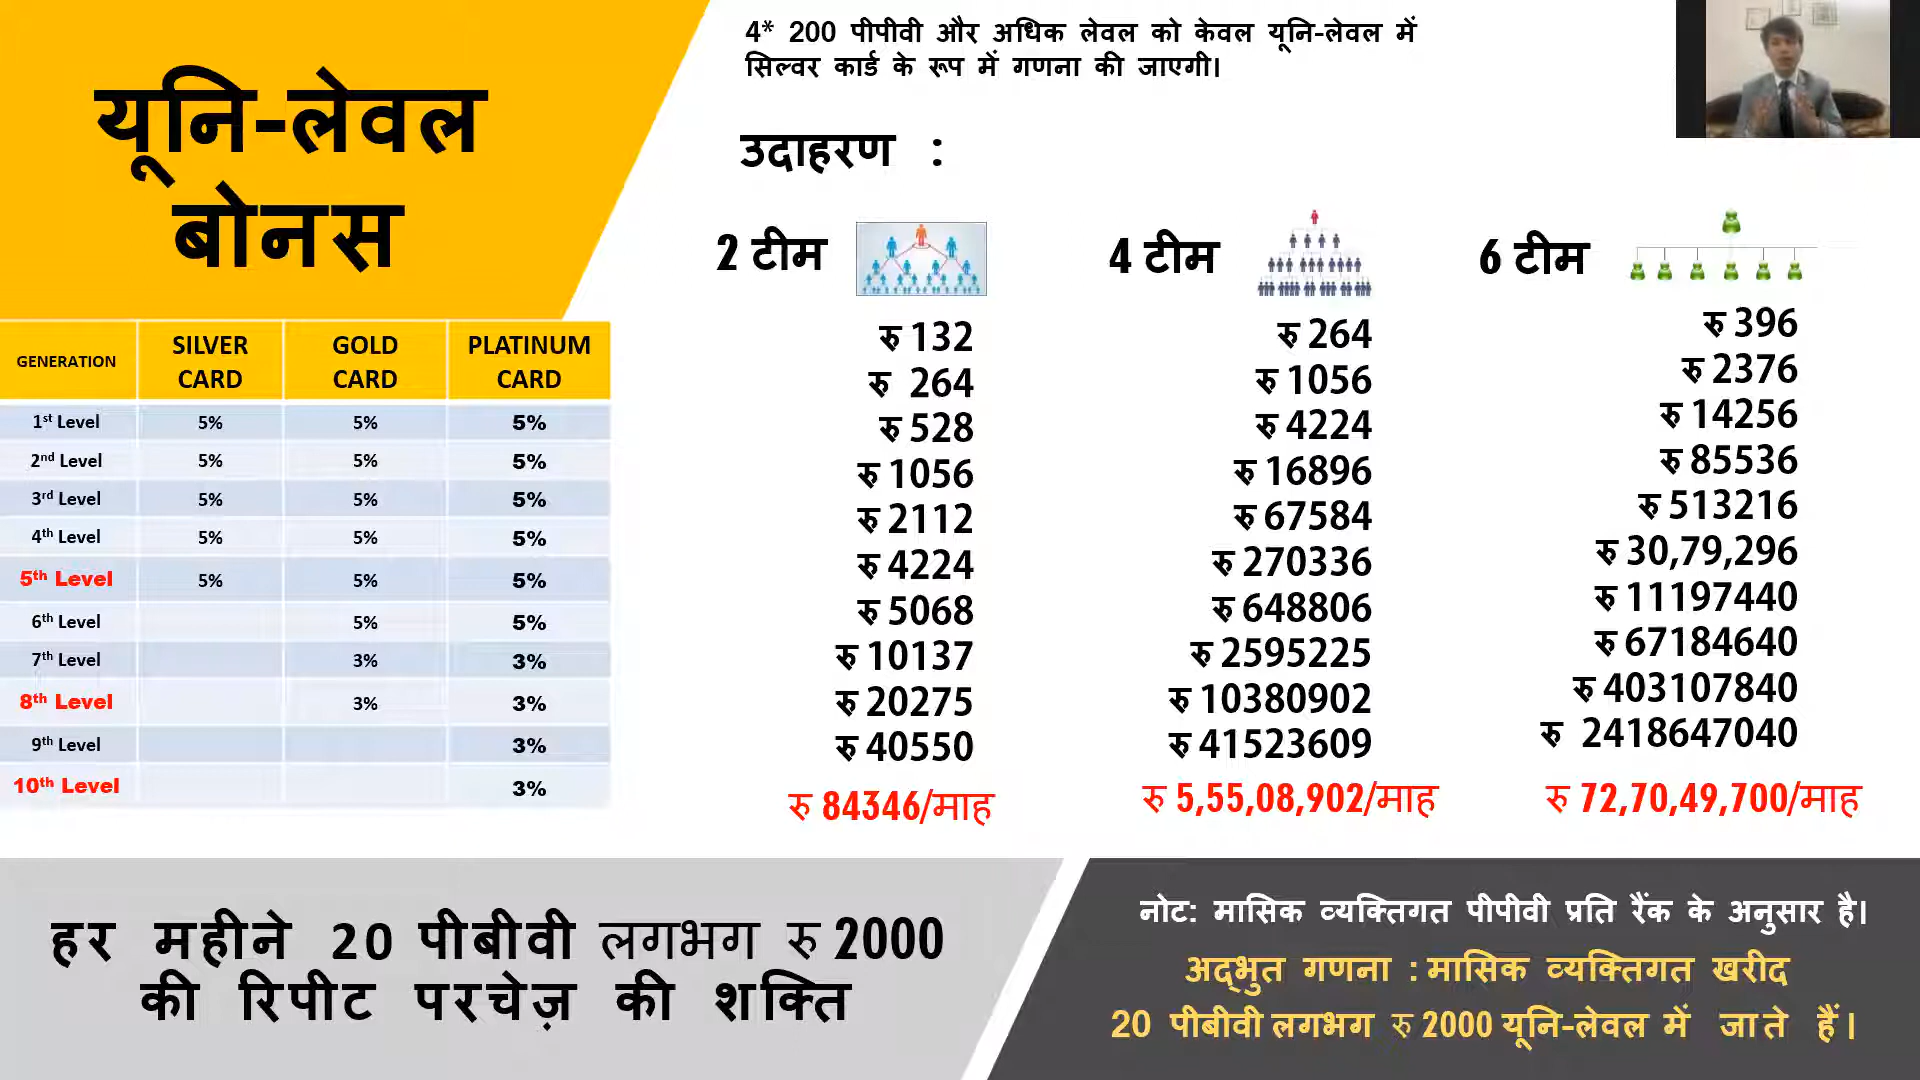 यूनि-लेवल
बोनस
4* 200 पीपीवी और अधिक लेवल को केवल यूनि-लेवल में
सिल्वर कार्ड के रूप में गणना की जाएगी।
उदाहरण :
GENERATION SILVER CARD GOLD CARD PLATINUM CARD
1st Level 5% 5% 5%
2nd Level 5% 5% 5%
3rd Level 5% 5% 5%
4th Level 5% 5% 5%
5th Level 5% 5% 5%
6th Level 5% 5%
7th Level 3% 3%
8th Level 3% 3%
9th Level 3%
10th Level 3%
2 टीम
रु 132
रु 264
रु 528
रु 1056
रु 2112
रु 4224
रु 5068
रु 10137
रु 20275
रु 40550
रु 84346/माह
4 टीम
रु 264
रु 1056
रु 4224
रु 16896
रु 67584
रु 270336
रु 648806
रु 2595225
रु 10380902
रु 41523609
रु 5,55,08,902/माह
6 टीम
रु 396
रु 2376
रु 14256
रु 85536
रु 513216
रु 30,79,296
रु 11197440
रु 67184640
रु 403107840
रु 2418647040
रु 72,70,49,700/माह
हर महीने 20 पीबीवी लगभग रु 2000
की रिपीट परचेज़ की शक्ति
नोट: मासिक व्यक्तिगत पीपीवी प्रति रैंक के अनुसार है।
अद्भुत गणना : मासिक व्यक्तिगत खरीद
20 पीबीवी लगभग रु 2000 यूनि-लेवल में जाते हैं।